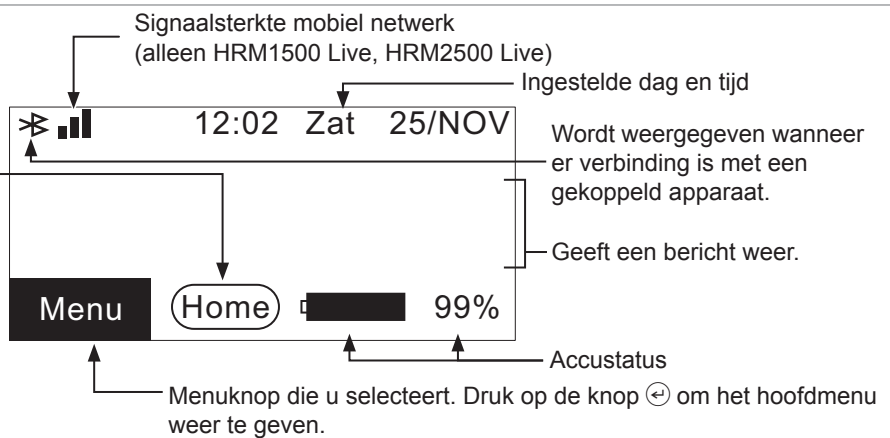 Signaalsterkte mobiel netwerk
(alleen HRM1500 Live, HRM2500 Live)
Ingestelde dag en tijd
12:02 Zat 25/NOV
Wordt weergegeven wanneer
er verbinding is met een
gekoppeld apparaat.
Geeft een bericht weer.
Menu Home 99%
Accustatus
Menuknop die u selecteert. Druk op de knop ↵ om het hoofdmenu
weer te geven.